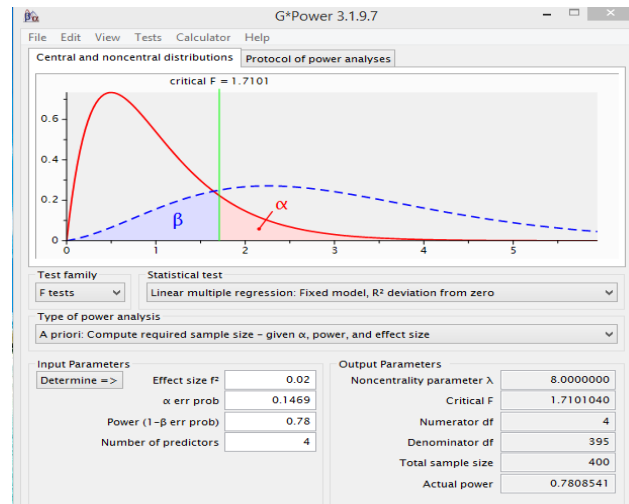 βα G*Power 3.1.9.7
File Edit View Tests Calculator Help
Central and noncentral distributions Protocol of power analyses
critical F = 1.7101
0.6
0.4
0.2
0
β
α
0 1 2 3 4 5
Test family Statistical test
F tests Linear multiple regression: Fixed model, R² deviation from zero
Type of power analysis
A priori: Compute required sample size – given α, power, and effect size
Input Parameters Output Parameters
Determine => Effect size f² 0.02 Noncentrality parameter λ 8.0000000
α err prob 0.1469 Critical F 1.7101040
Power (1-β err prob) 0.78 Numerator df 4
Number of predictors 4 Denominator df 395
Total sample size 400
Actual power 0.7808541